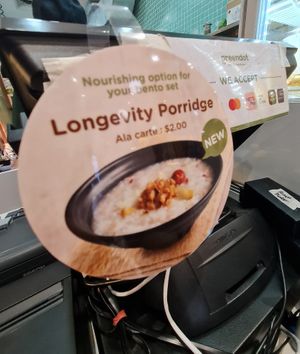 Nourishing option for
your bento set
Longevity Porridge
Ala carte : $2.00
NEW
greendot
WE ACCEPT